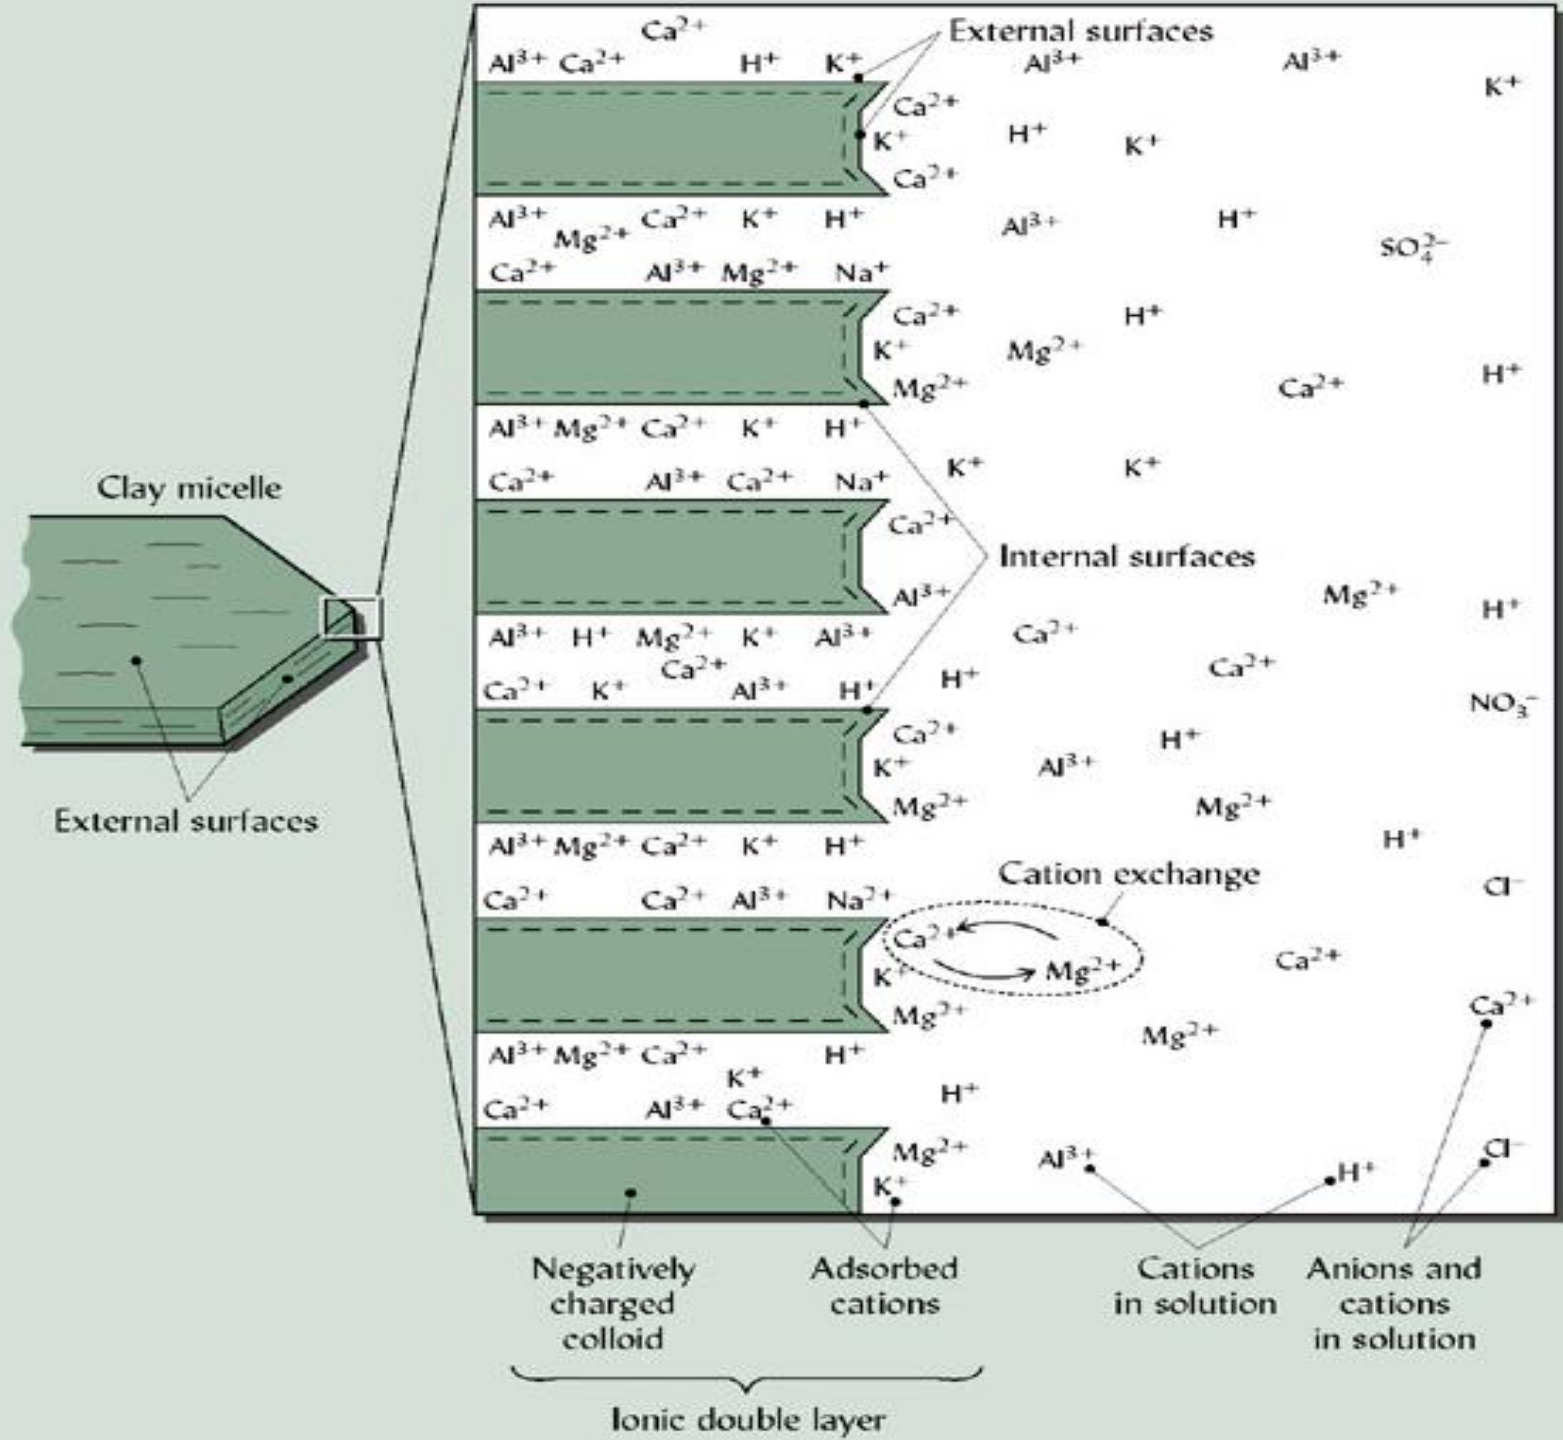 Ca²⁺
External surfaces
Al³⁺ Ca²⁺ H⁺ K⁺ Al³⁺ Al³⁺
K⁺
Ca²⁺
K⁺ H⁺ K⁺
Ca²⁺
Al³⁺ Ca²⁺ K⁺ H⁺ Al³⁺ H⁺
Mg²⁺ SO₄²⁻
Ca²⁺ Al³⁺ Mg²⁺ Na⁺
Ca²⁺ H⁺
K⁺ Mg²⁺
Mg²⁺ Ca²⁺ H⁺
Al³⁺ Mg²⁺ Ca²⁺ K⁺ H⁺
K⁺ K⁺
Ca²⁺ Al³⁺ Ca²⁺ Na⁺
Clay micelle
Ca²⁺
Internal surfaces
Al³⁺ Mg²⁺ H⁺
Al³⁺ H⁺ Mg²⁺ K⁺ Al³⁺ Ca²⁺
Ca²⁺ Ca²⁺
Ca²⁺ K⁺ Al³⁺ H⁺ H⁺
NO₃⁻
Ca²⁺ H⁺
K⁺ Al³⁺
Mg²⁺ Mg²⁺
External surfaces
Al³⁺ Mg²⁺ Ca²⁺ K⁺ H⁺ H⁺
Cation exchange
Cl⁻
Ca²⁺ Ca²⁺ Al³⁺ Na²⁺
Ca²⁺
K⁺ Mg²⁺ Ca²⁺
Mg²⁺ Ca²⁺
Mg²⁺
Al³⁺ Mg²⁺ Ca²⁺ H⁺
K⁺ H⁺
Ca²⁺ Al³⁺ Ca²⁺
Mg²⁺ Al³⁺ Cl⁻
K⁺ H⁺
Negatively
charged
colloid
Adsorbed
cations
Cations
in solution
Anions and
cations
in solution
Ionic double layer